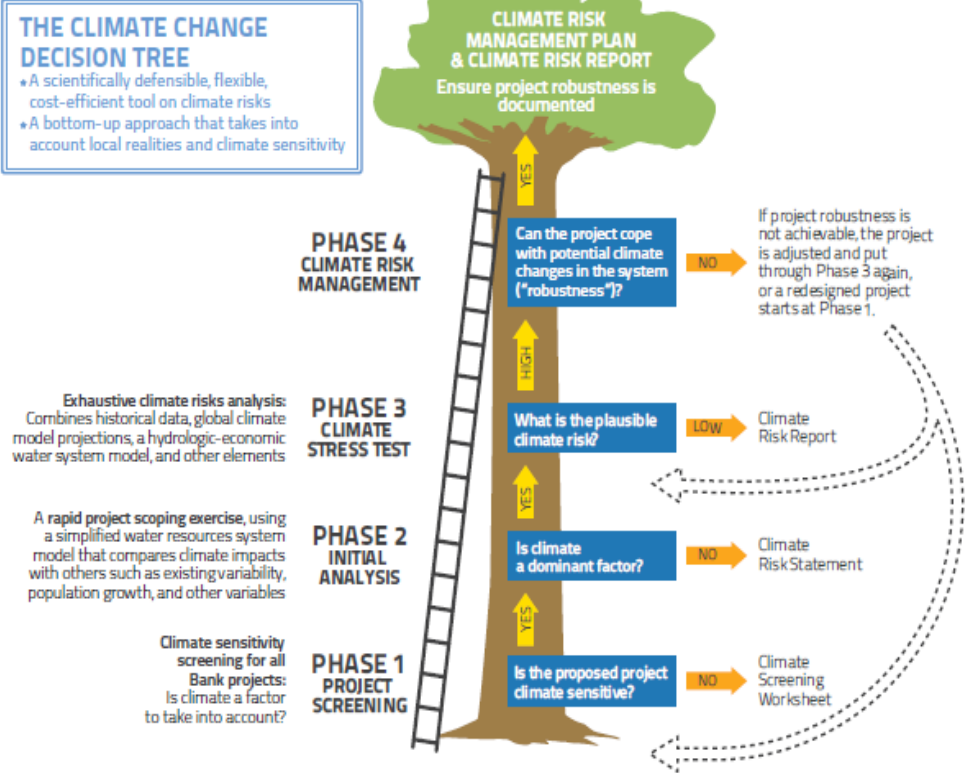 THE CLIMATE CHANGE
DECISION TREE
★A scientifically defensible, flexible,
cost-efficient tool on climate risks
★A bottom-up approach that takes into
account local realities and climate sensitivity
CLIMATE RISK
MANAGEMENT PLAN
& CLIMATE RISK REPORT
Ensure project robustness is
documented
YES
PHASE 4
CLIMATE RISK
MANAGEMENT
Can the project cope
with potential climate
changes in the system
("robustness")?
NO
If project robustness is
not achievable, the project
is adjusted and put
through Phase 3 again,
or a redesigned project
starts at Phase 1.
HIGH
Exhaustive climate risks analysis:
Combines historical data, global climate
model projections, a hydrologic-economic
water system model, and other elements
PHASE 3
CLIMATE
STRESS TEST
What is the plausible
climate risk?
LOW
Climate
Risk Report
YES
A rapid project scoping exercise, using
a simplified water resources system
model that compares climate impacts
with others such as existing variability,
population growth, and other variables
PHASE 2
INITIAL
ANALYSIS
Is climate
a dominant factor?
NO
Climate
Risk Statement
YES
Climate sensitivity
screening for all
Bank projects:
Is climate a factor
to take into account?
PHASE 1
PROJECT
SCREENING
Is the proposed project
climate sensitive?
NO
Climate
Screening
Worksheet